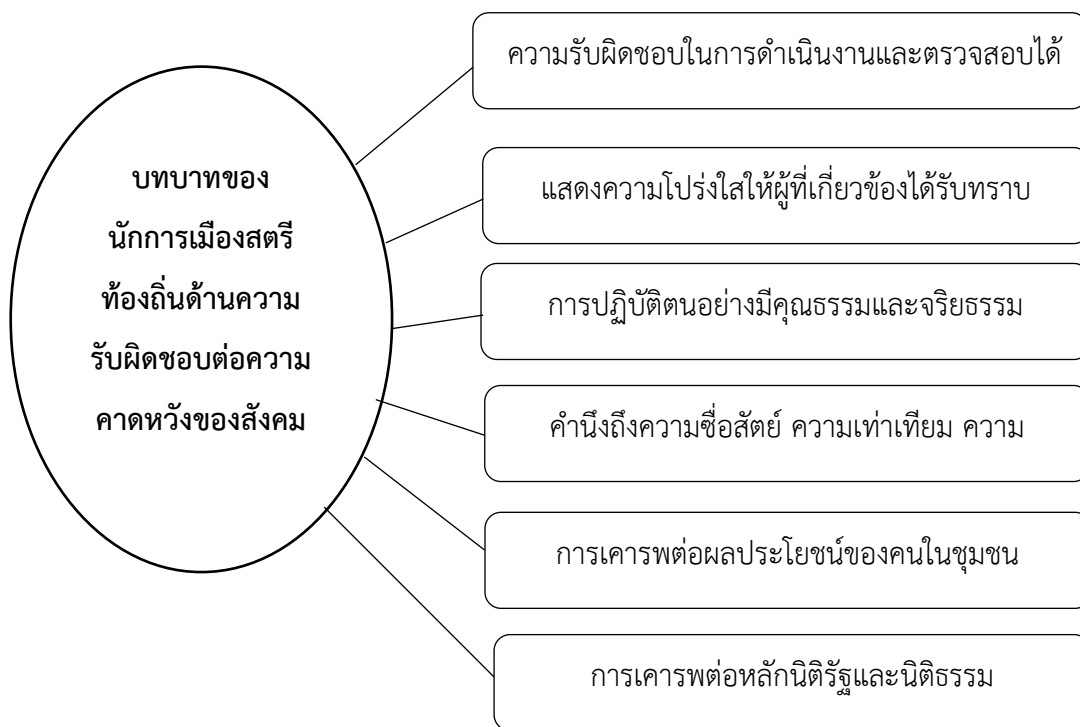 บทบาทของ
นักการเมืองสตรี
ท้องถิ่นด้านความ
รับผิดชอบต่อความ
คาดหวังของสังคม
ความรับผิดชอบในการดำเนินงานและตรวจสอบได้
แสดงความโปร่งใสให้ผู้ที่เกี่ยวข้องได้รับทราบ
การปฏิบัติตนอย่างมีคุณธรรมและจริยธรรม
คำนึงถึงความซื่อสัตย์ ความเท่าเทียม ความ
การเคารพต่อผลประโยชน์ของคนในชุมชน
การเคารพต่อหลักนิติรัฐและนิติธรรม